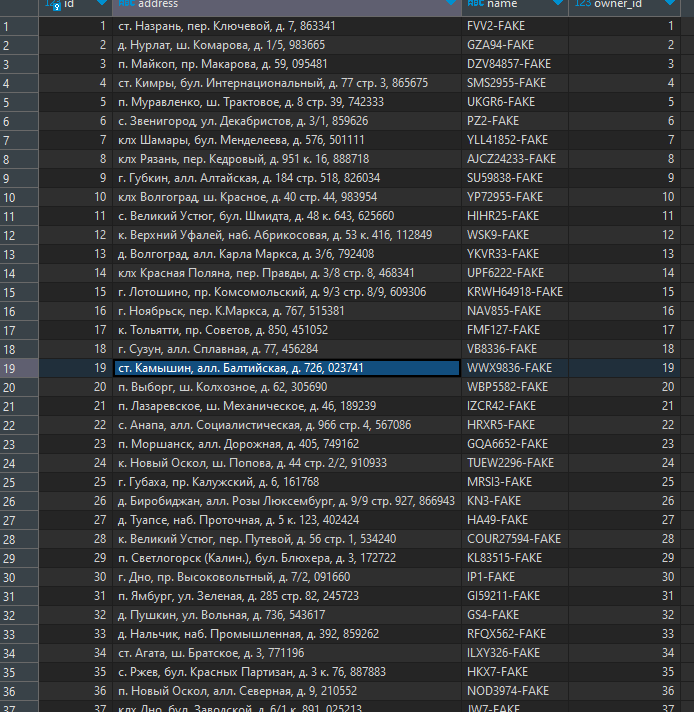 123 id ABC address ABC name 123 owner_id
1 1 ст. Назрань, пер. Ключевой, д. 7, 863341 FVV2-FAKE 1
2 2 д. Нурлат, ш. Комарова, д. 1/5, 983665 GZA94-FAKE 2
3 3 п. Майкоп, пр. Макарова, д. 59, 095481 DZV84857-FAKE 3
4 4 ст. Кимры, бул. Интернациональный, д. 77 стр. 3, 865675 SMS2955-FAKE 4
5 5 п. Муравленко, ш. Трактовое, д. 8 стр. 39, 742333 UKGR6-FAKE 5
6 6 с. Звенигород, ул. Декабристов, д. 3/1, 859626 PZ2-FAKE 6
7 7 клх Шамары, бул. Менделеева, д. 576, 501111 YLL41852-FAKE 7
8 8 клх Рязань, пер. Кедровый, д. 951 к. 16, 888718 AJCZ24233-FAKE 8
9 9 г. Губкин, алл. Алтайская, д. 184 стр. 518, 826034 SU59838-FAKE 9
10 10 клх Волгоград, ш. Красное, д. 40 стр. 44, 983954 YP72955-FAKE 10
11 11 с. Великий Устюг, бул. Шмидта, д. 48 к. 643, 625660 HIHR25-FAKE 11
12 12 к. Верхний Уфалей, наб. Абрикосовая, д. 53 к. 416, 112849 WSK9-FAKE 12
13 13 д. Волгоград, алл. Карла Маркса, д. 3/6, 792408 YKVR33-FAKE 13
14 14 клх Красная Поляна, пер. Правды, д. 3/8 стр. 8, 468341 UPF6222-FAKE 14
15 15 г. Лотошино, пр. Комсомольский, д. 9/3 стр. 8/9, 609306 KRWH64918-FAKE 15
16 16 г. Ноябрьск, пер. К.Маркса, д. 767, 515381 NAV855-FAKE 16
17 17 к. Тольятти, пр. Советов, д. 850, 451052 FMF127-FAKE 17
18 18 г. Сузун, алл. Сплавная, д. 77, 456284 VB8336-FAKE 18
19 19 ст. Камышин, алл. Балтийская, д. 726, 023741 WWX9836-FAKE 19
20 20 п. Выборг, ш. Колхозное, д. 62, 305690 WBP5582-FAKE 20
21 21 п. Лазаревское, ш. Механическое, д. 46, 189239 IZCR42-FAKE 21
22 22 с. Анапа, алл. Социалистическая, д. 966 стр. 4, 567086 HRXR5-FAKE 22
23 23 п. Моршанск, алл. Дорожная, д. 405, 749162 GQA6652-FAKE 23
24 24 к. Новый Оскол, ш. Попова, д. 44 стр. 2/2, 910933 TUEW2296-FAKE 24
25 25 г. Губаха, пр. Калужский, д. 6, 161768 MRSI3-FAKE 25
26 26 д. Биробиджан, алл. Розы Люксембург, д. 9/9 стр. 927, 866943 KN3-FAKE 26
27 27 д. Туапсе, наб. Проточная, д. 5 к. 123, 402424 HA49-FAKE 27
28 28 к. Великий Устюг, пер. Путевой, д. 56 стр. 1, 534240 COUR27594-FAKE 28
29 29 п. Светлогорск (Калин.), бул. Блюхера, д. 3, 172722 KL83515-FAKE 29
30 30 г. Дно, пр. Высоковольтный, д. 7/2, 091660 IP1-FAKE 30
31 31 п. Ямбург, ул. Зеленая, д. 285 стр. 82, 245723 GI59211-FAKE 31
32 32 д. Пушкин, ул. Вольная, д. 736, 543617 GS4-FAKE 32
33 33 д. Нальчик, наб. Промышленная, д. 392, 859262 RFQX562-FAKE 33
34 34 ст. Агата, ш. Братское, д. 3, 771196 ILXY326-FAKE 34
35 35 с. Ржев, бул. Красных Партизан, д. 3 к. 76, 887883 HKX7-FAKE 35
36 36 п. Новый Оскол, алл. Северная, д. 9, 210552 NOD3974-FAKE 36
37 37 клх Дно, бул. Заводской, д. 6/1 к. 891, 025213 JW7-FAKE 37